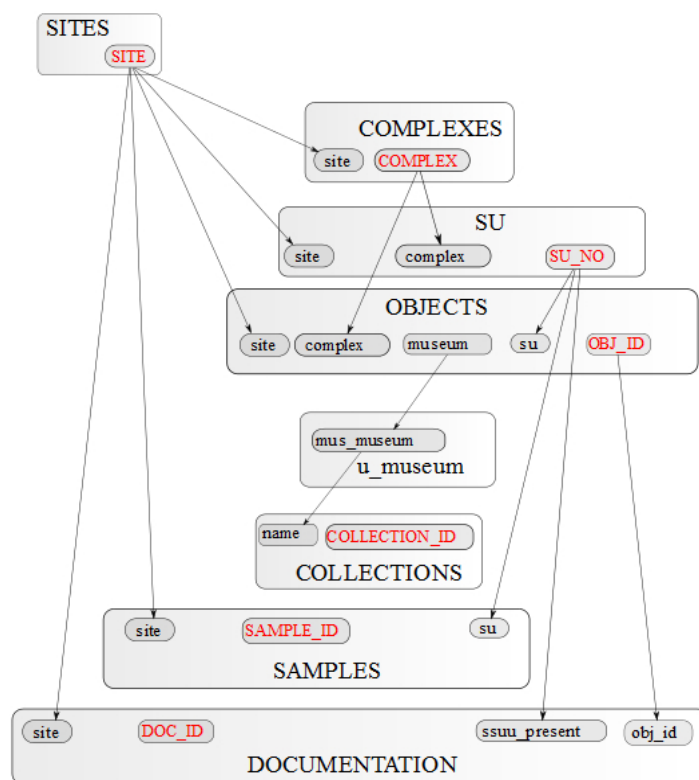 SITES
SITE
COMPLEXES
site COMPLEX
SU
site complex SU_NO
OBJECTS
site complex museum su OBJ_ID
mus_museum
u_museum
name COLLECTION_ID
COLLECTIONS
site SAMPLE_ID su
SAMPLES
site DOC_ID ssuu_present obj_id
DOCUMENTATION